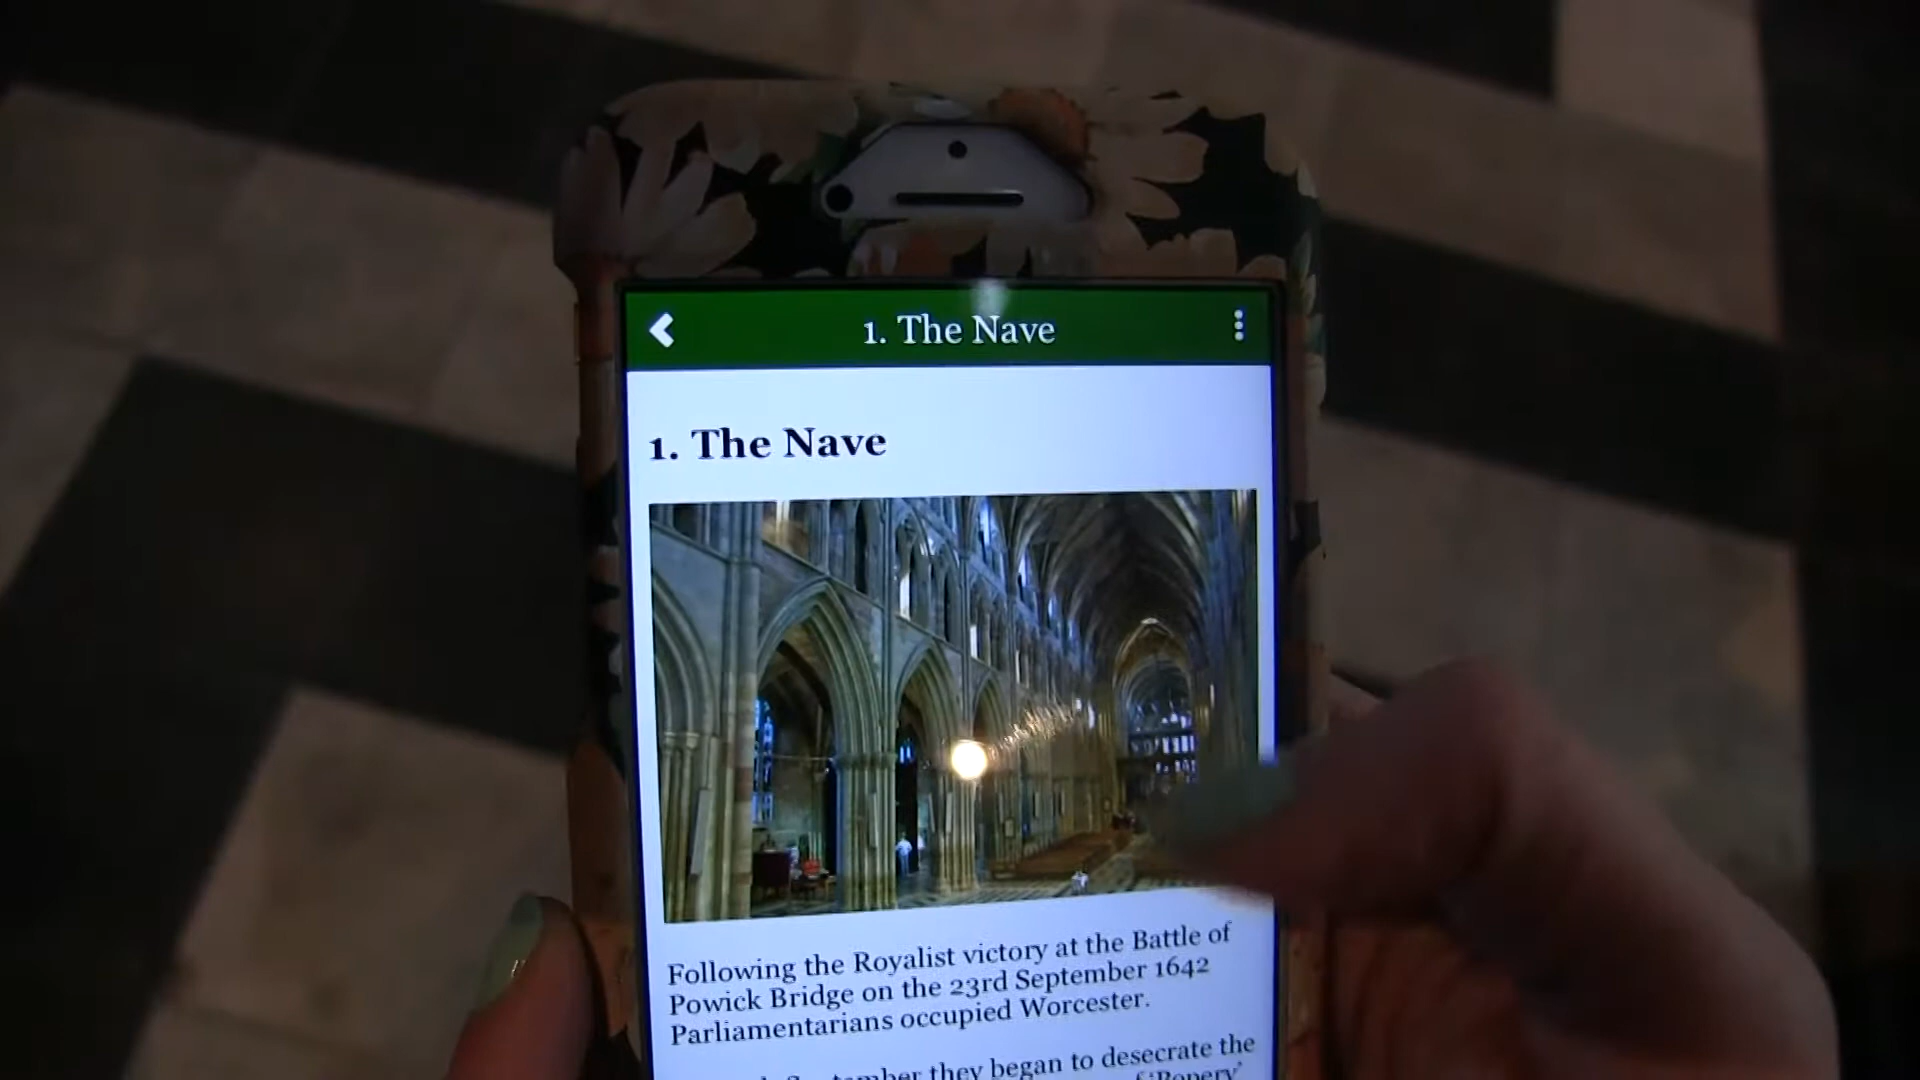 1. The Nave
1. The Nave
Following the Royalist victory at the Battle of
Powick Bridge on the 23rd September 1642
Parliamentarians occupied Worcester.
they began to desecrate the
'Popery'